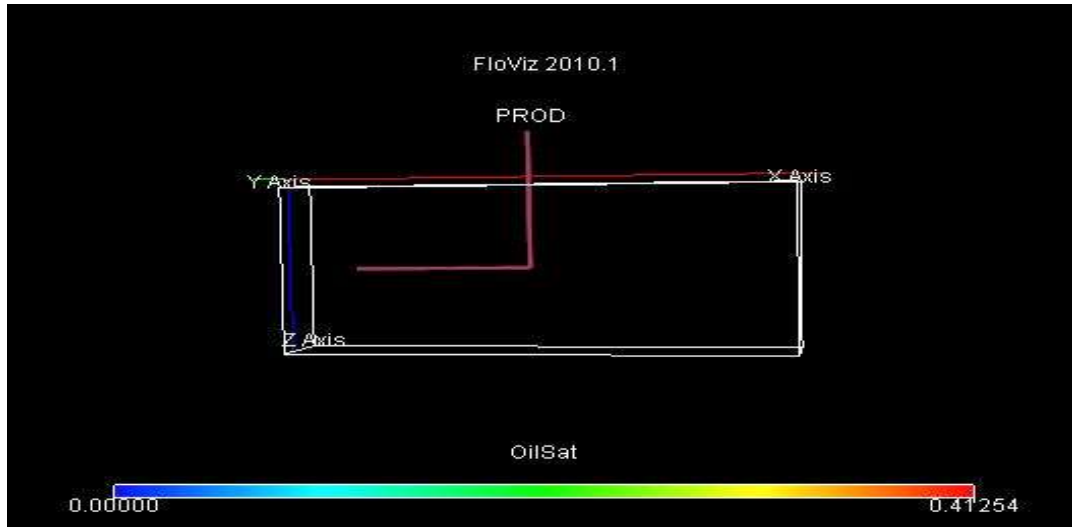 FloViz 2010.1
PROD
Y Axis
X Axis
Z Axis
OilSat
0.00000
0.41254